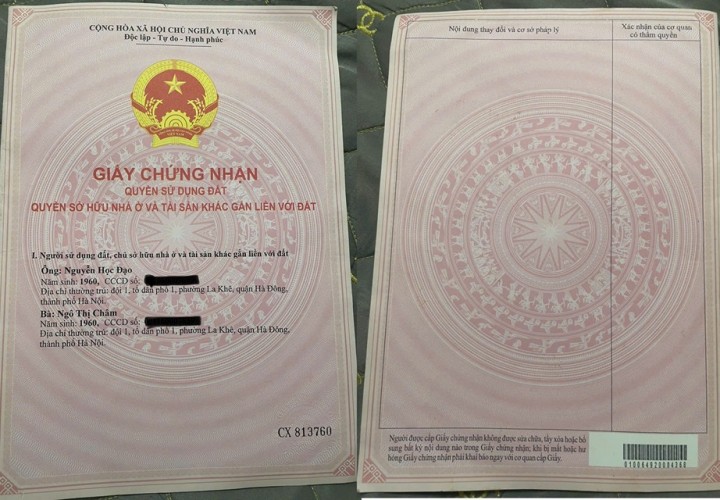 CỘNG HÒA XÃ HỘI CHỦ NGHĨA VIỆT NAM
Độc lập - Tự do - Hạnh phúc
GIẤY CHỨNG NHẬN
QUYỀN SỬ DỤNG ĐẤT
QUYỀN SỞ HỮU NHÀ Ở VÀ TÀI SẢN KHÁC GẮN LIỀN VỚI ĐẤT
I. Người sử dụng đất, chủ sở hữu nhà ở và tài sản khác gắn liền với đất
Ông: Nguyễn Học Đạo
Năm sinh: 1960, CCCD số:
Địa chỉ thường trú: đội 1, tổ dân phố 1, phường La Khê, quận Hà Đông,
thành phố Hà Nội.
Bà: Ngô Thị Châm
Năm sinh: 1960, CCCD số:
Địa chỉ thường trú: đội 1, tổ dân phố 1, phường La Khê, quận Hà Đông,
thành phố Hà Nội.
CX 813760
Nội dung thay đổi và cơ sở pháp lý
Xác nhận của cơ quan
có thẩm quyền
Người được cấp Giấy chứng nhận không được sửa chữa, tẩy xóa hoặc bổ
sung bất kỳ nội dung nào trong Giấy chứng nhận; khi bị mất hoặc hư
hỏng Giấy chứng nhận phải khai báo ngay với cơ quan cấp Giấy.